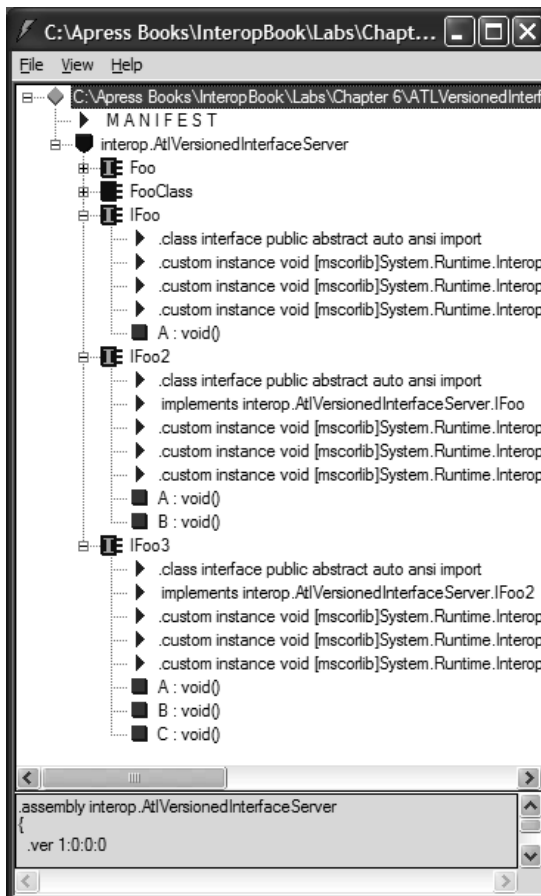 C:\Apress Books\InteropBook\Labs\Chapt...
File View Help
C:\Apress Books\InteropBook\Labs\Chapter 6\ATLVersionedInterf
M A N I F E S T
interop.AtlVersionedInterfaceServer
Foo
FooClass
IFoo
.class interface public abstract auto ansi import
.custom instance void [mscorlib]System.Runtime.Interop
.custom instance void [mscorlib]System.Runtime.Interop
.custom instance void [mscorlib]System.Runtime.Interop
A : void()
IFoo2
.class interface public abstract auto ansi import
implements interop.AtlVersionedInterfaceServer.IFoo
.custom instance void [mscorlib]System.Runtime.Interop
.custom instance void [mscorlib]System.Runtime.Interop
.custom instance void [mscorlib]System.Runtime.Interop
A : void()
B : void()
IFoo3
.class interface public abstract auto ansi import
implements interop.AtlVersionedInterfaceServer.IFoo2
.custom instance void [mscorlib]System.Runtime.Interop
.custom instance void [mscorlib]System.Runtime.Interop
.custom instance void [mscorlib]System.Runtime.Interop
A : void()
B : void()
C : void()
.assembly interop.AtlVersionedInterfaceServer
{
.ver 1:0:0:0